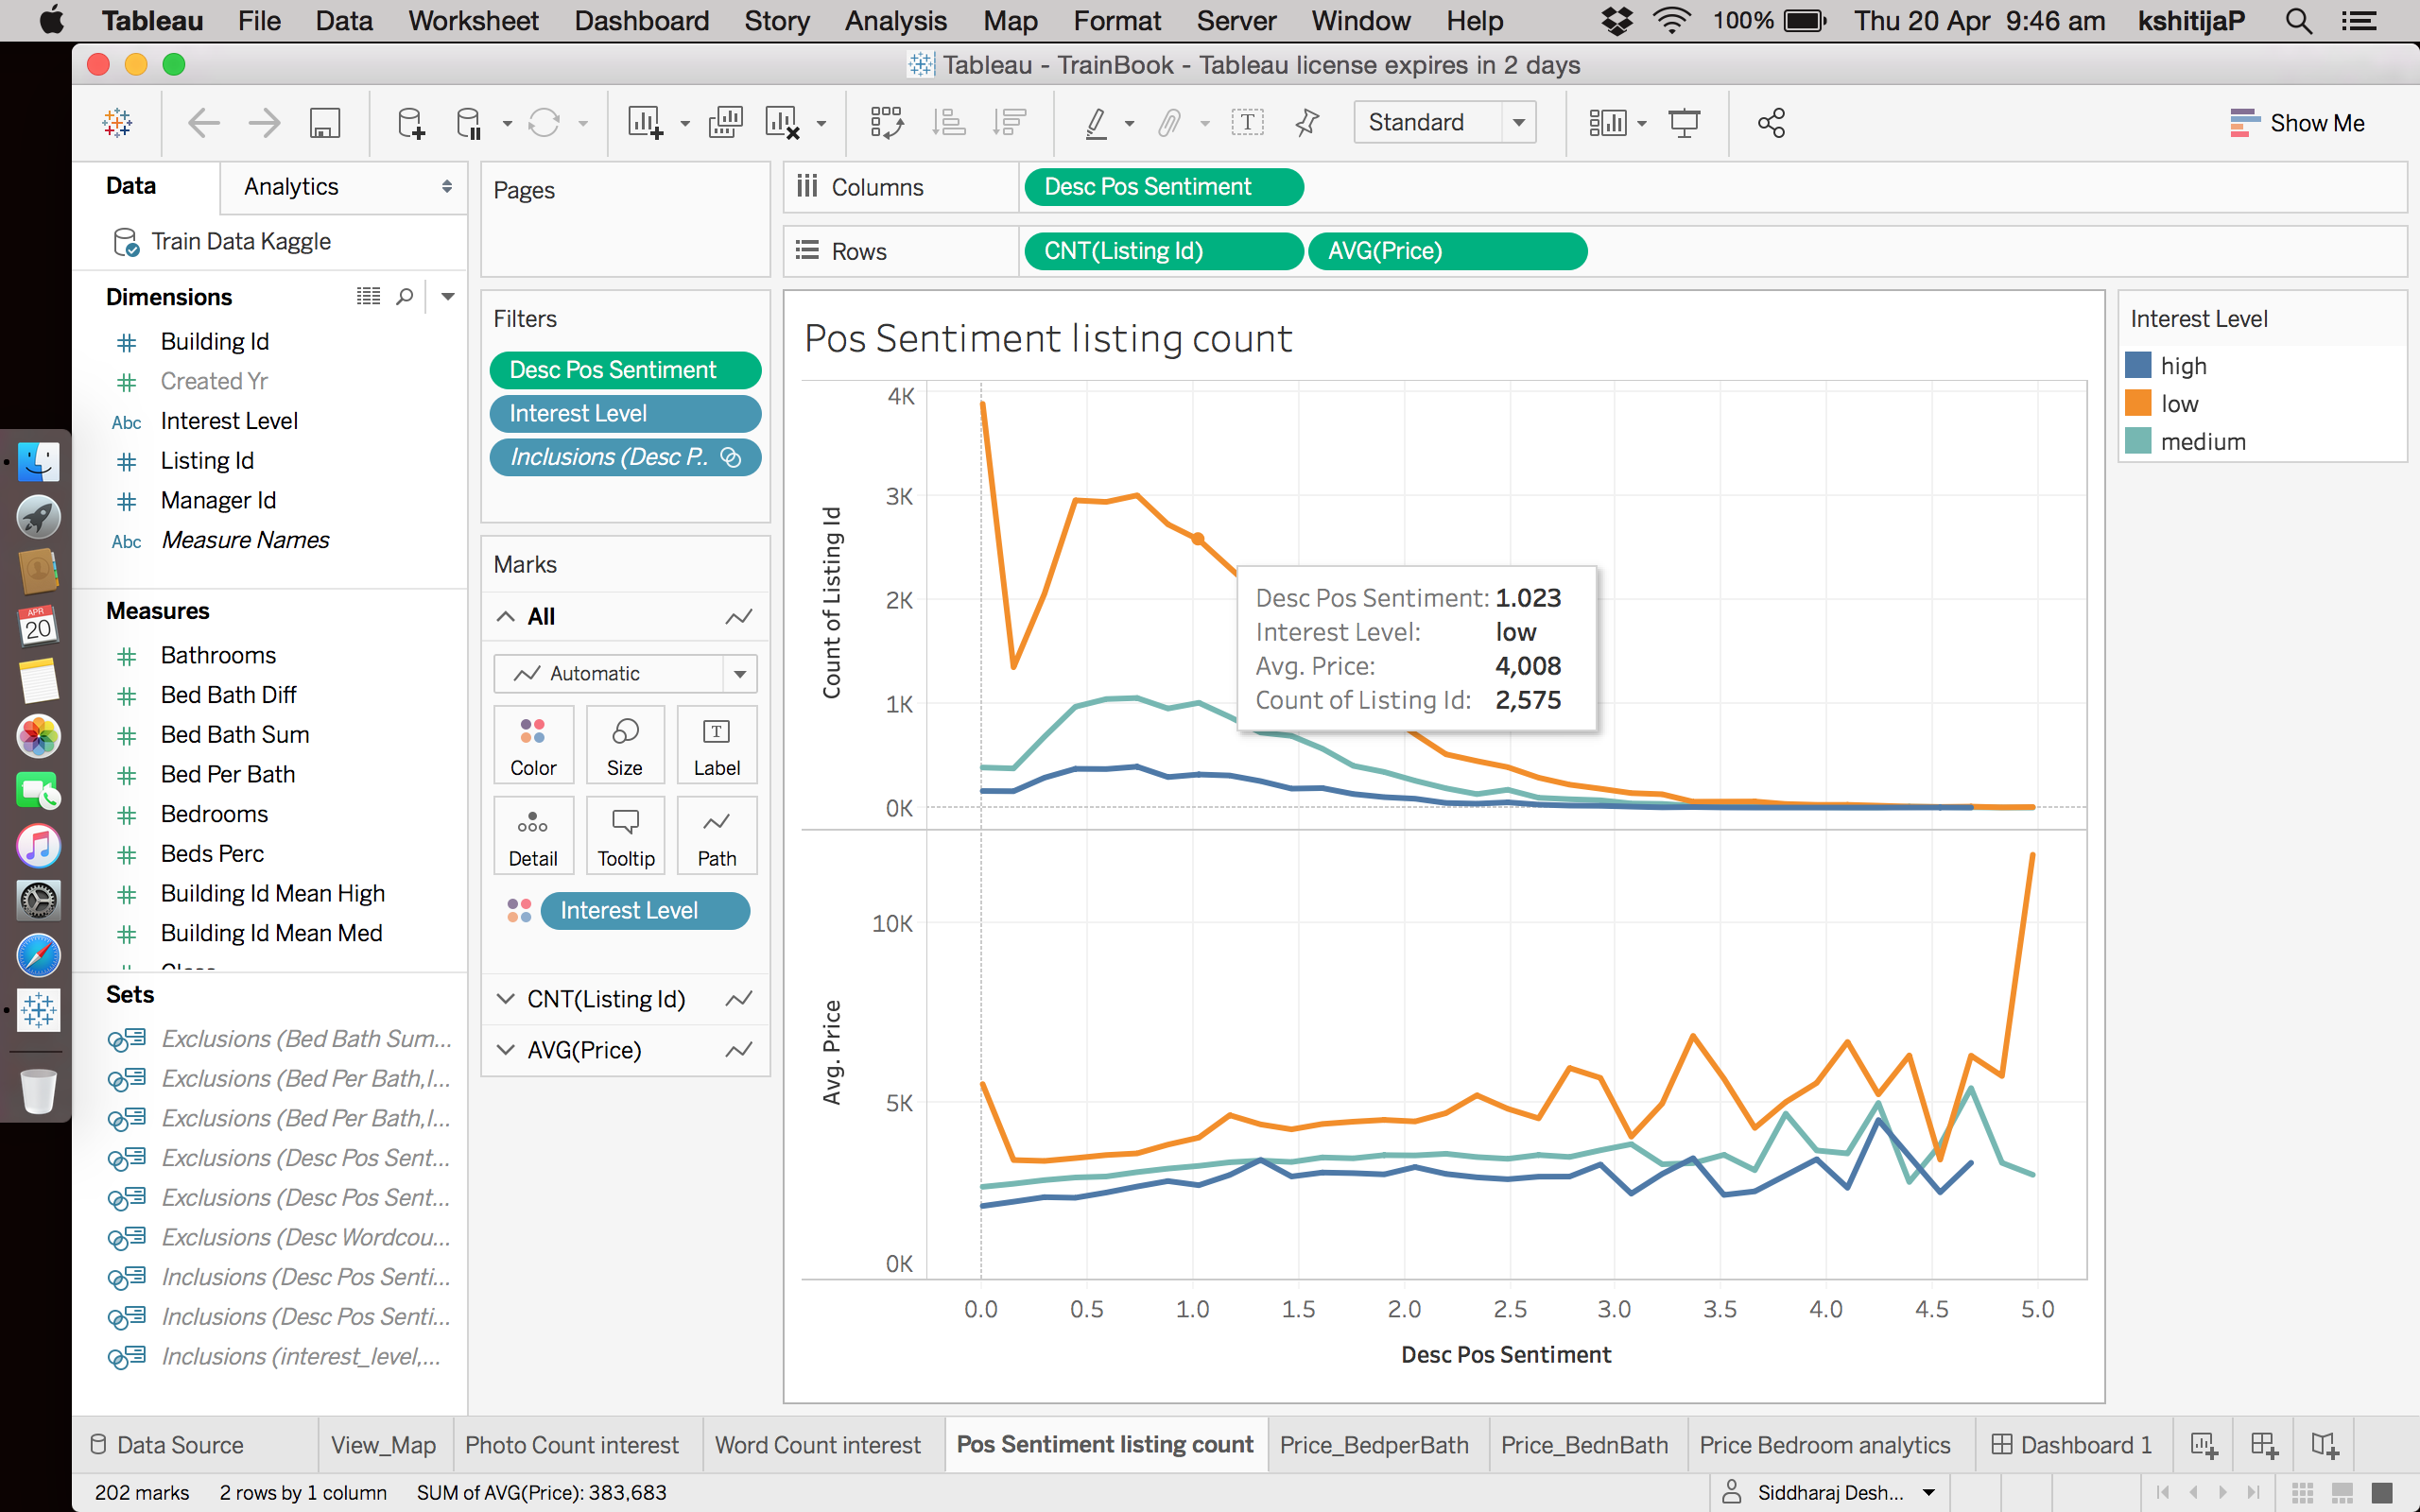 Tableau File Data Worksheet Dashboard Story Analysis Map Format Server Window Help 100% Thu 20 Apr 9:46 am kshitijaP
Tableau - TrainBook - Tableau license expires in 2 days
Standard Show Me
Data Analytics
Train Data Kaggle
Dimensions
Building Id
Created Yr
Abc Interest Level
Listing Id
Manager Id
Abc Measure Names
Measures
Bathrooms
Bed Bath Diff
Bed Bath Sum
Bed Per Bath
Bedrooms
Beds Perc
Building Id Mean High
Building Id Mean Med
Sets
Exclusions (Bed Bath Sum...
Exclusions (Bed Per Bath,I...
Exclusions (Bed Per Bath,I...
Exclusions (Desc Pos Sent...
Exclusions (Desc Pos Sent...
Exclusions (Desc Wordcou...
Inclusions (Desc Pos Senti...
Inclusions (Desc Pos Senti...
Inclusions (interest_level,...
APR
20
Pages
Filters
Desc Pos Sentiment
Interest Level
Inclusions (Desc P..
Marks
All
Automatic
Color Size Label
Detail Tooltip Path
Interest Level
CNT(Listing Id)
AVG(Price)
Columns Desc Pos Sentiment
Rows CNT(Listing Id) AVG(Price)
Pos Sentiment listing count
4K
3K
2K
1K
0K
Count of Listing Id
Desc Pos Sentiment: 1.023
Interest Level: low
Avg. Price: 4,008
Count of Listing Id: 2,575
10K
5K
0K
Avg. Price
0.0 0.5 1.0 1.5 2.0 2.5 3.0 3.5 4.0 4.5 5.0
Desc Pos Sentiment
Interest Level
high
low
medium
Data Source View_Map Photo Count interest Word Count interest Pos Sentiment listing count Price_BedperBath Price_BednBath Price Bedroom analytics Dashboard 1
202 marks 2 rows by 1 column SUM of AVG(Price): 383,683 Siddharaj Desh...